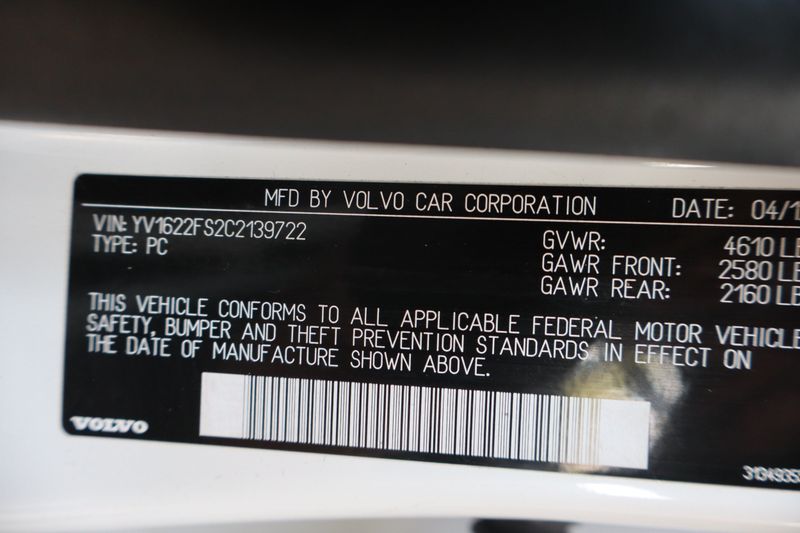 MFD BY VOLVO CAR CORPORATION DATE: 04/1
VIN: YV1622FS2C2139722
TYPE: PC
GVWR: 4610 LB
GAWR FRONT: 2580 LB
GAWR REAR: 2160 LB
THIS VEHICLE CONFORMS TO ALL APPLICABLE FEDERAL MOTOR VEHICLE
SAFETY, BUMPER AND THEFT PREVENTION STANDARDS IN EFFECT ON
THE DATE OF MANUFACTURE SHOWN ABOVE.
VOLVO